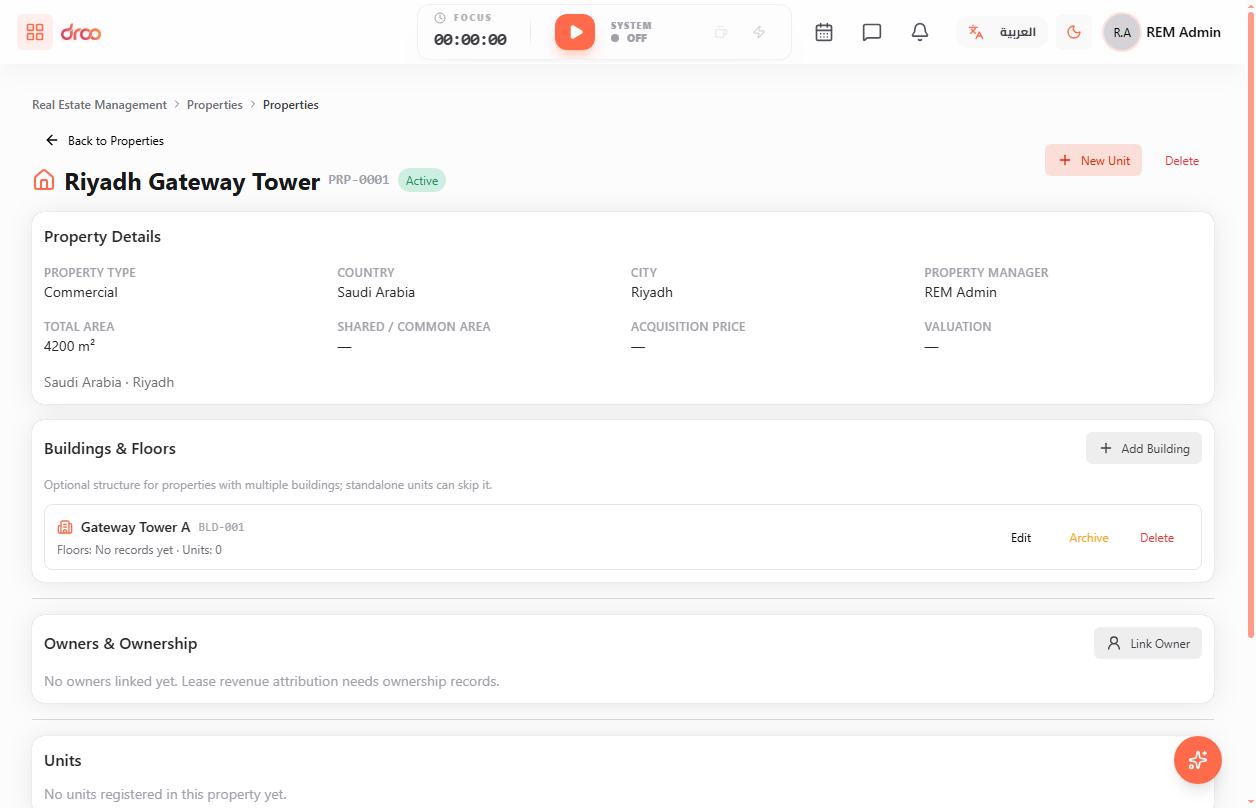 droo
FOCUS
00:00:00
SYSTEM
OFF
العربية
R.A
REM Admin
Real Estate Management > Properties > Properties
Back to Properties
Riyadh Gateway Tower PRP-0001 Active
New Unit
Delete
Property Details
PROPERTY TYPE COUNTRY CITY PROPERTY MANAGER
Commercial Saudi Arabia Riyadh REM Admin
TOTAL AREA SHARED / COMMON AREA ACQUISITION PRICE VALUATION
4200 m² — — —
Saudi Arabia · Riyadh
Buildings & Floors
Add Building
Optional structure for properties with multiple buildings; standalone units can skip it.
Gateway Tower A BLD-001
Floors: No records yet · Units: 0
Edit Archive Delete
Owners & Ownership
Link Owner
No owners linked yet. Lease revenue attribution needs ownership records.
Units
No units registered in this property yet.